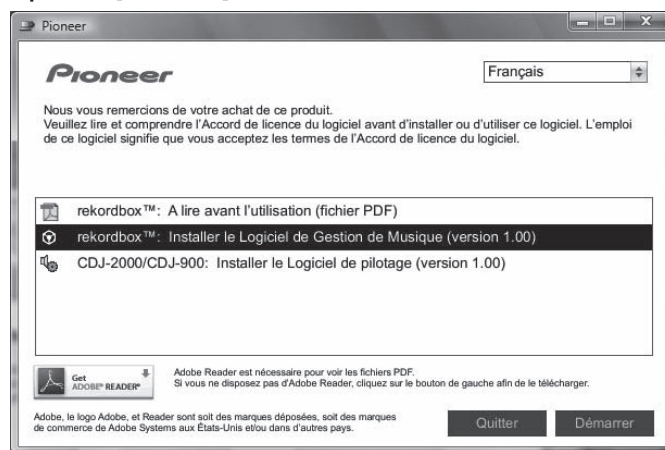 Pioneer
Pioneer
Français
Nous vous remercions de votre achat de ce produit.
Veuillez lire et comprendre l'Accord de licence du logiciel avant d'installer ou d'utiliser ce logiciel. L'emploi
de ce logiciel signifie que vous acceptez les termes de l'Accord de licence du logiciel.
rekordbox™: A lire avant l'utilisation (fichier PDF)
rekordbox™: Installer le Logiciel de Gestion de Musique (version 1.00)
CDJ-2000/CDJ-900: Installer le Logiciel de pilotage (version 1.00)
Get
ADOBE® READER®
Adobe Reader est nécessaire pour voir les fichiers PDF.
Si vous ne disposez pas d'Adobe Reader, cliquez sur le bouton de gauche afin de le télécharger.
Adobe, le logo Adobe, et Reader sont soit des marques déposées, soit des marques
de commerce de Adobe Systems aux États-Unis et/ou dans d'autres pays.
Quitter
Démarrer